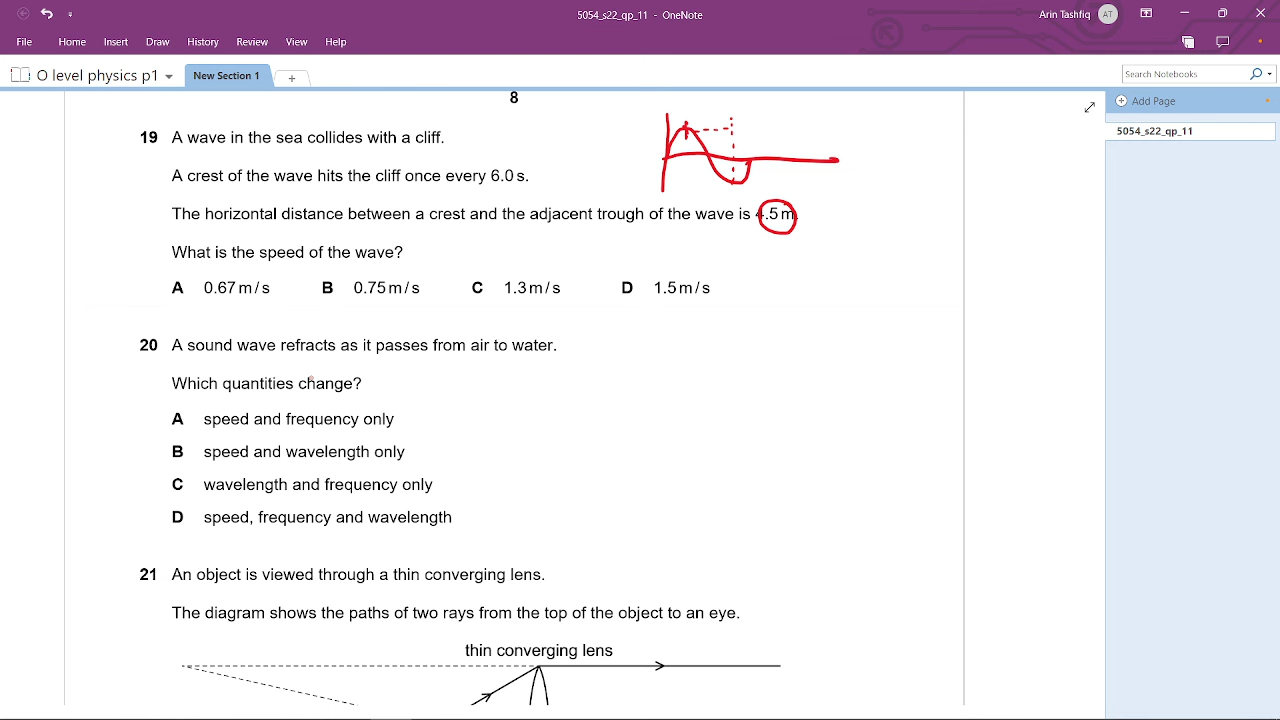 5054_s22_qp_11 - OneNote
Arin Tashfiq AT
File Home Insert Draw History Review View Help
O level physics p1 New Section 1 +
Search Notebooks
Add Page
5054_s22_qp_11
8
19 A wave in the sea collides with a cliff.
A crest of the wave hits the cliff once every 6.0 s.
The horizontal distance between a crest and the adjacent trough of the wave is 4.5 m.
What is the speed of the wave?
A 0.67 m / s B 0.75 m / s C 1.3 m / s D 1.5 m / s
20 A sound wave refracts as it passes from air to water.
Which quantities change?
A speed and frequency only
B speed and wavelength only
C wavelength and frequency only
D speed, frequency and wavelength
21 An object is viewed through a thin converging lens.
The diagram shows the paths of two rays from the top of the object to an eye.
thin converging lens